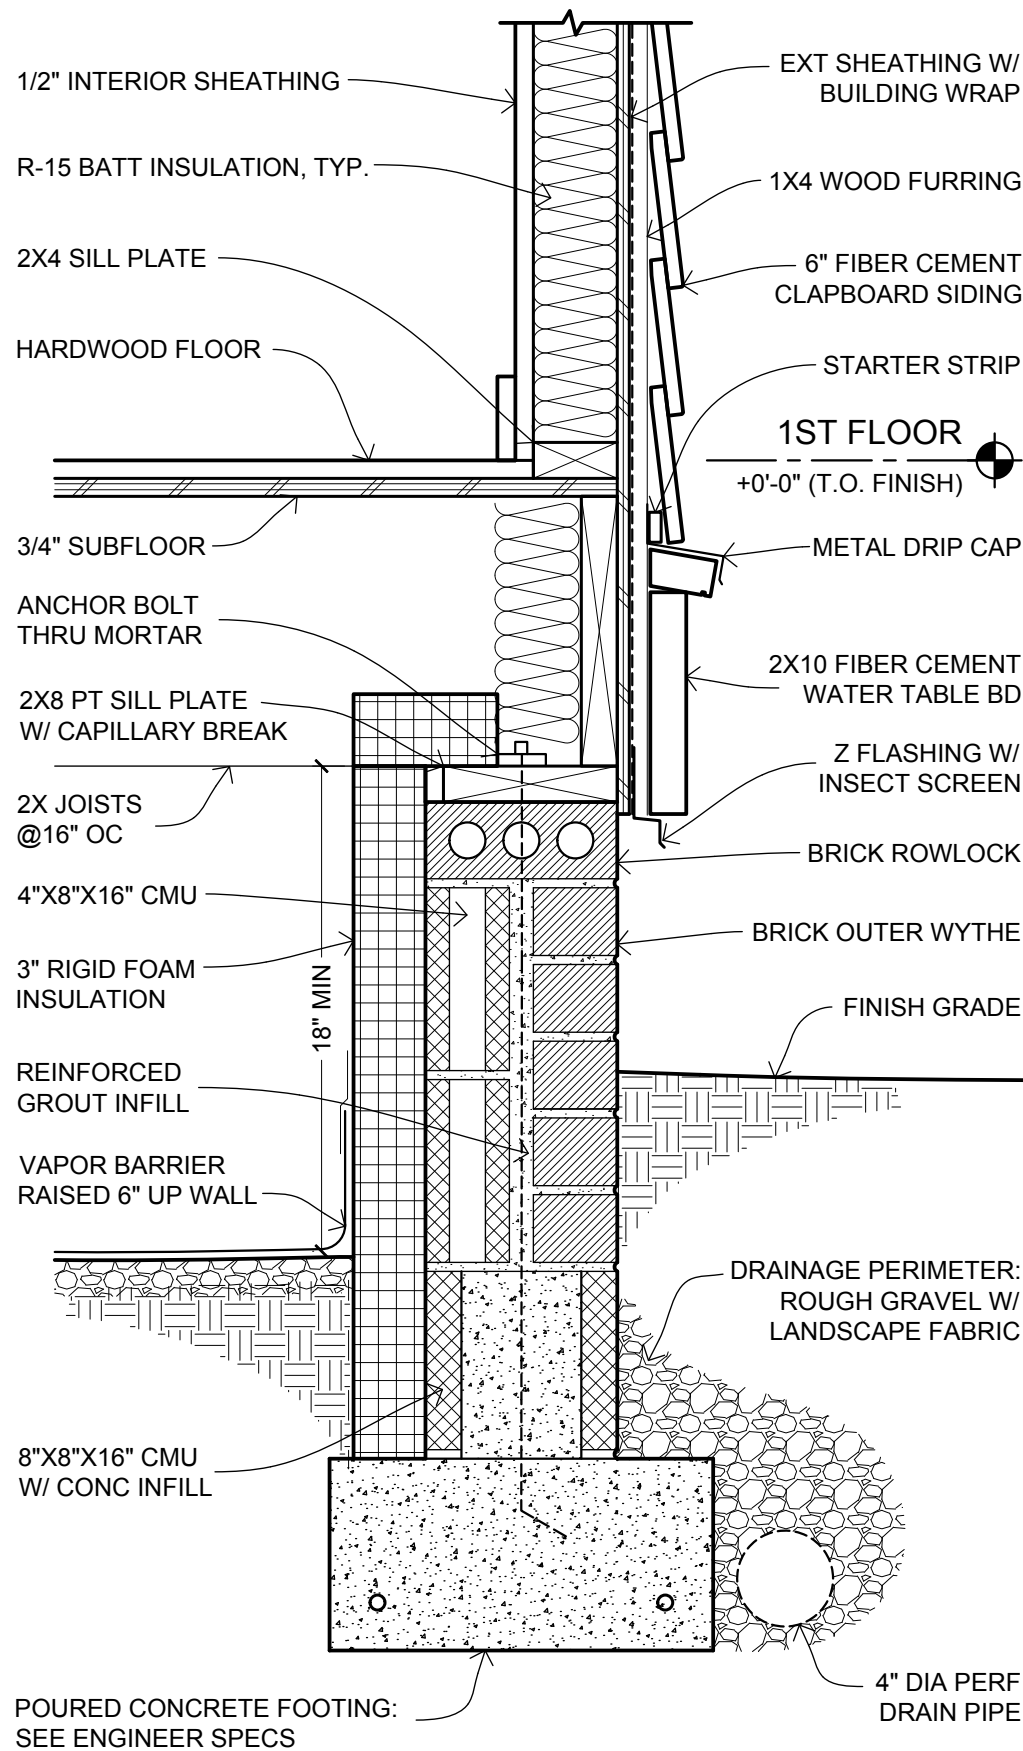 1/2" INTERIOR SHEATHING
R-15 BATT INSULATION, TYP.
2X4 SILL PLATE
HARDWOOD FLOOR
3/4" SUBFLOOR
ANCHOR BOLT
THRU MORTAR
2X8 PT SILL PLATE
W/ CAPILLARY BREAK
2X JOISTS
@16" OC
4"X8"X16" CMU
3" RIGID FOAM
INSULATION
18" MIN
REINFORCED
GROUT INFILL
VAPOR BARRIER
RAISED 6" UP WALL
8"X8"X16" CMU
W/ CONC INFILL
POURED CONCRETE FOOTING:
SEE ENGINEER SPECS
EXT SHEATHING W/
BUILDING WRAP
1X4 WOOD FURRING
6" FIBER CEMENT
CLAPBOARD SIDING
STARTER STRIP
1ST FLOOR
+0'-0" (T.O. FINISH)
METAL DRIP CAP
2X10 FIBER CEMENT
WATER TABLE BD
Z FLASHING W/
INSECT SCREEN
BRICK ROWLOCK
BRICK OUTER WYTHE
FINISH GRADE
DRAINAGE PERIMETER:
ROUGH GRAVEL W/
LANDSCAPE FABRIC
4" DIA PERF
DRAIN PIPE